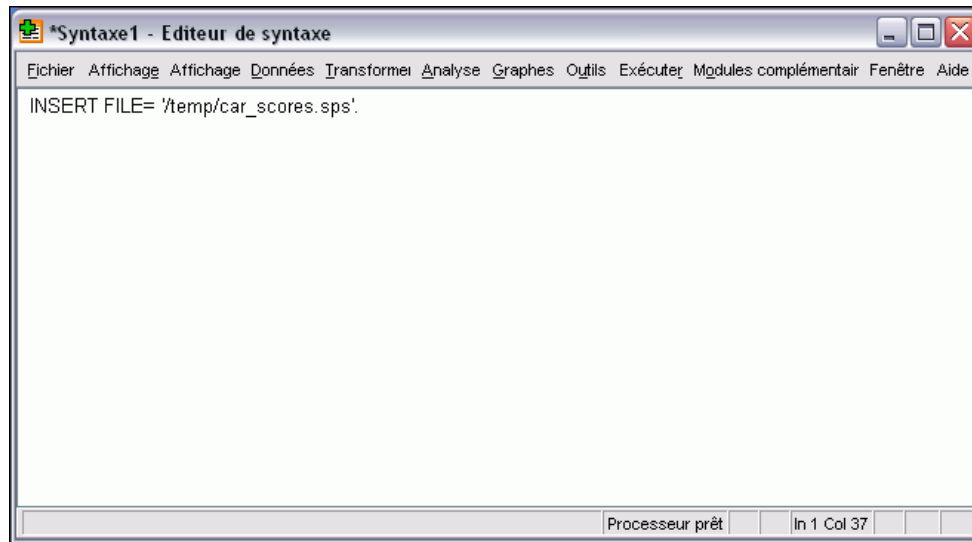 *Syntaxe1 - Editeur de syntaxe
Fichier Affichage Affichage Données Transformer Analyse Graphes Outils Exécuter Modules complémentair Fenêtre Aide
INSERT FILE= '/temp/car_scores.sps'.
Processeur prêt In 1 Col 37